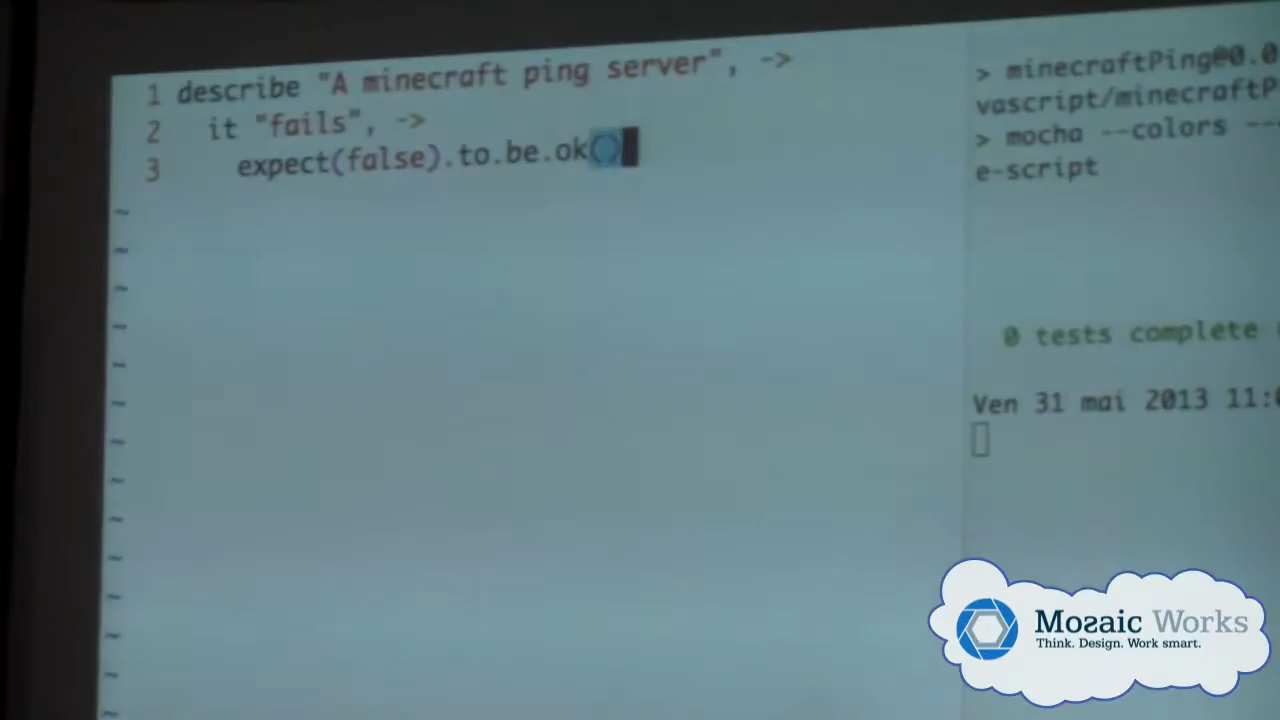 1 describe "A minecraft ping server", ->
2 it "fails", ->
3 expect(false).to.be.ok()
~
~
~
~
~
~
~
~
~
~
~
~
~
~
> minecraftPing@0.0
vascript/minecraftP
> mocha --colors --
e-script
0 tests complete
Ven 31 mai 2013 11:0
Mosaic Works
Think. Design. Work smart.